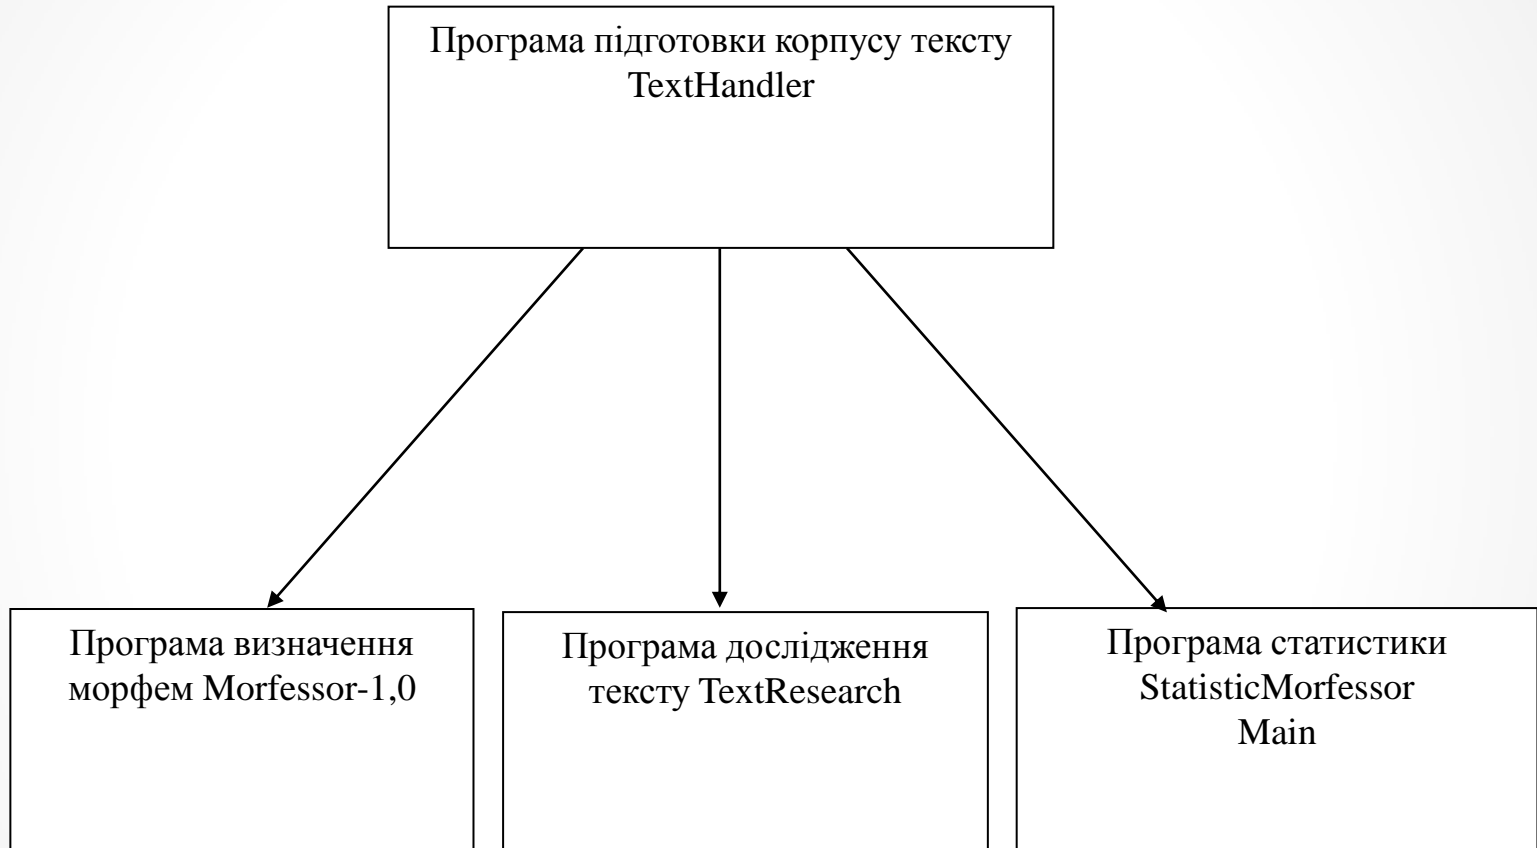 Програма підготовки корпусу тексту
TextHandler
Програма визначення
морфем Morfessor-1,0
Програма дослідження
тексту TextResearch
Програма статистики
StatisticMorfessor
Main